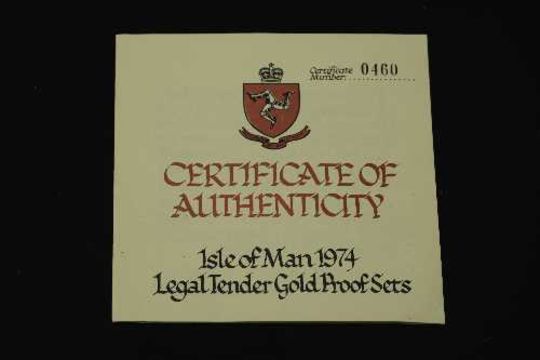 Certificate
Number: 0460
CERTIFICATE OF
AUTHENTICITY
Isle of Man 1974
Legal Tender Gold Proof Sets